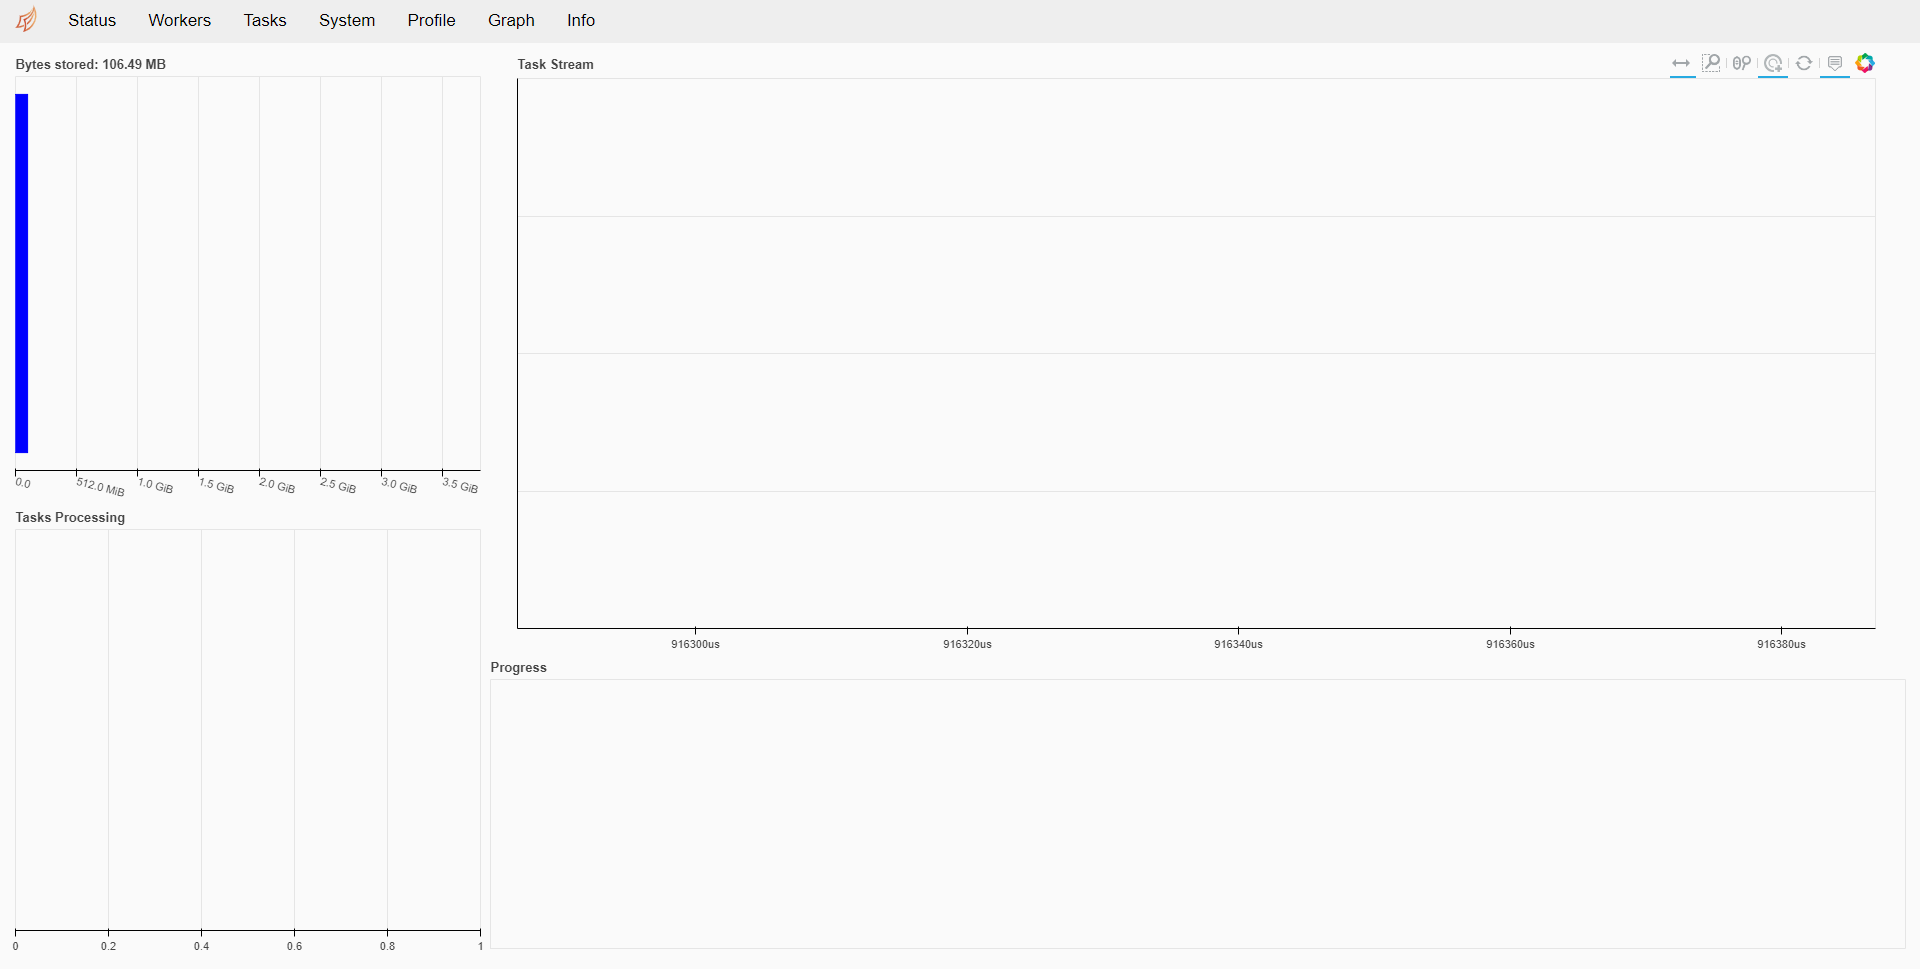 Status Workers Tasks System Profile Graph Info
Bytes stored: 106.49 MB
0.0 512.0 MiB 1.0 GiB 1.5 GiB 2.0 GiB 2.5 GiB 3.0 GiB 3.5 GiB
Tasks Processing
0 0.2 0.4 0.6 0.8 1
Task Stream
916300us 916320us 916340us 916360us 916380us
Progress